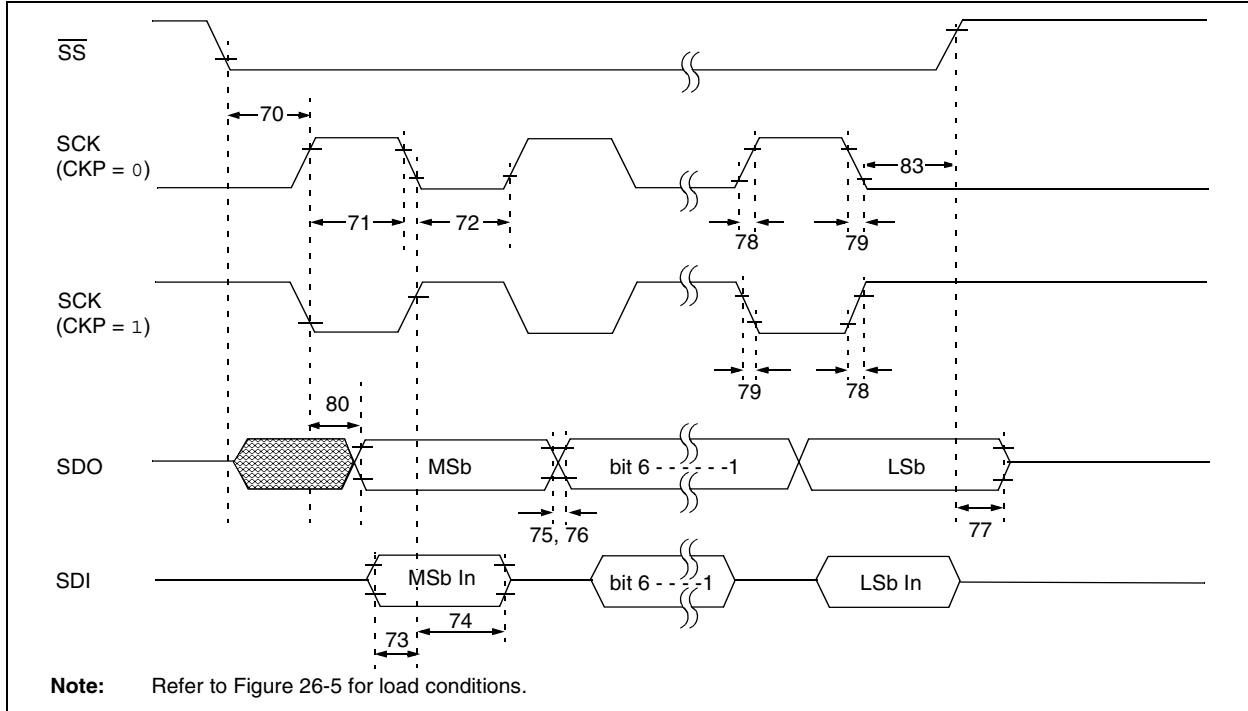 SS
70
SCK
(CKP = 0)
83
71
72
78
79
SCK
(CKP = 1)
79
78
80
SDO
MSb
bit 6 - - - - - -1
LSb
75, 76
77
SDI
MSb In
bit 6 - - - -1
LSb In
74
73
Note: Refer to Figure 26-5 for load conditions.